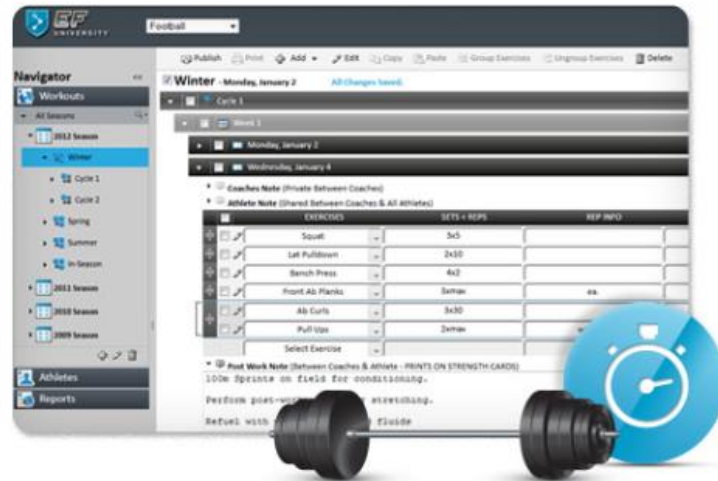 EF
UNIVERSITY
Football
Publish Print Add Edit Copy Paste Group Exercises Ungroup Exercises Delete
Navigator
Winter - Monday, January 2 All Changes Saved.
Workouts
Cycle 1
All Seasons
Week 1
2012 Season
Monday, January 2
Winter
Wednesday, January 4
Cycle 1
Coaches Note (Private Between Coaches)
Cycle 2
Athlete Note (Shared Between Coaches & All Athletes)
EXERCISES SETS + REPS REP INFO
Spring
Squat 3x5
Summer
Lat Pulldown 2x10
In-Season
Bench Press 4x2
2011 Season
Front Ab Planks 3xmax ea.
2010 Season
Ab Curls 3x30
2009 Season
Pull Ups 2xmax
Select Exercise
Post Work Note (Between Coaches & Athlete - PRINTS ON STRENGTH CARDS)
Athletes
100m Sprints on field for conditioning.
Reports
Perform stretching.
Refuel with fluids